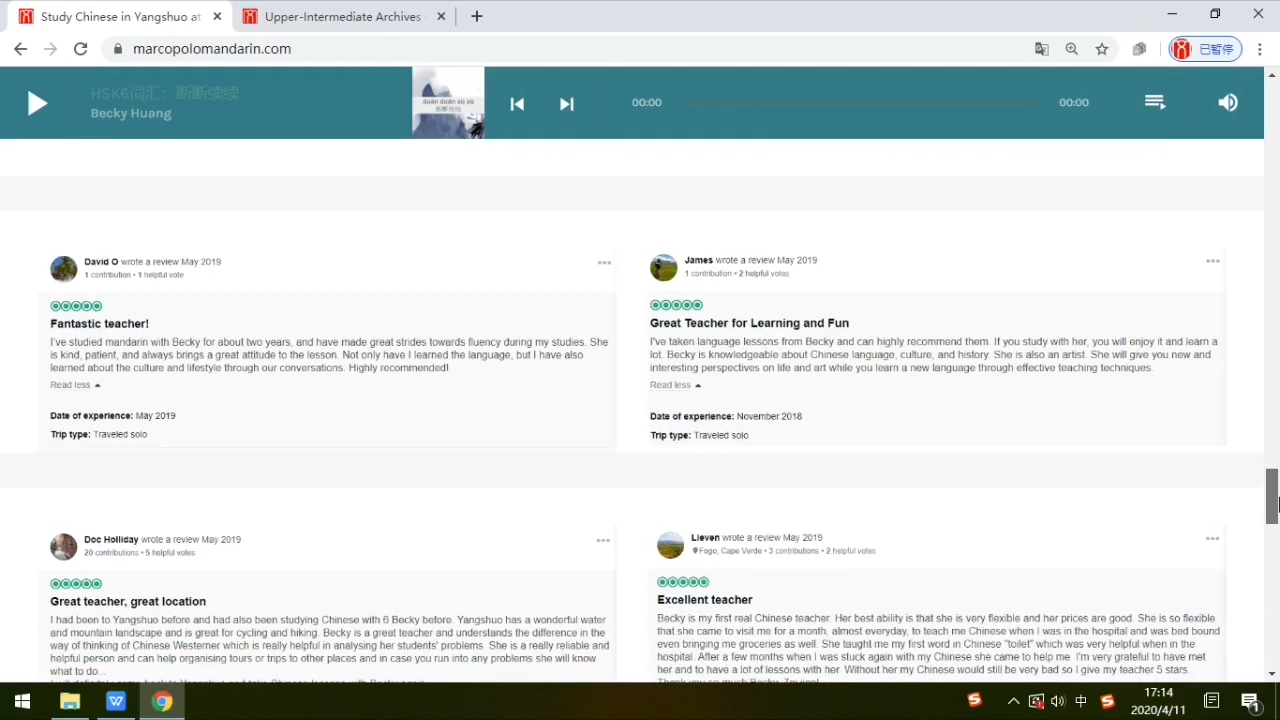 Study Chinese in Yangshuo at
Upper-Intermediate Archives -
marcopolomandarin.com
已暂停
HSK6词汇：断断续续
Becky Huang
duàn duàn xù xù
断断续续
00:00
00:00
David O wrote a review May 2019
1 contribution • 1 helpful vote
Fantastic teacher!
I've studied mandarin with Becky for about two years, and have made great strides towards fluency during my studies. She
is kind, patient, and always brings a great attitude to the lesson. Not only have I learned the language, but I have also
learned about the culture and lifestyle through our conversations. Highly recommended!
Read less
Date of experience: May 2019
Trip type: Traveled solo
James wrote a review May 2019
1 contribution • 2 helpful votes
Great Teacher for Learning and Fun
I've taken language lessons from Becky and can highly recommend them. If you study with her, you will enjoy it and learn a
lot. Becky is knowledgeable about Chinese language, culture, and history. She is also an artist. She will give you new and
interesting perspectives on life and art while you learn a new language through effective teaching techniques.
Read less
Date of experience: November 2018
Trip type: Traveled solo
Doc Holliday wrote a review May 2019
20 contributions • 5 helpful votes
Great teacher, great location
I had been to Yangshuo before and had also been studying Chinese with 6 Becky before. Yangshuo has a wonderful water
and mountain landscape and is great for cycling and hiking. Becky is a great teacher and understands the difference in the
way of thinking of Chinese Westerner which is really helpful in analysing her students' problems. She is a really reliable and
helpful person and can help organising tours or trips to other places and in case you run into any problems she will know
what to do...
Lieven wrote a review May 2019
Fogo, Cape Verde • 3 contributions • 2 helpful votes
Excellent teacher
Becky is my first real Chinese teacher. Her best ability is that she is very flexible and her prices are good. She is so flexible
that she came to visit me for a month, almost everyday, to teach me Chinese when I was in the hospital and was bed bound
even bringing me groceries as well. She taught me my first word in Chinese "toilet" which was very helpful when in the
hospital. After a few months when I was stuck again with my Chinese she came to help me. I'm very grateful to have met
her and to have a lot of lessons with her. Without her my Chinese would still be very bad so I give my teacher 5 stars.
中
17:14
2020/4/11
1